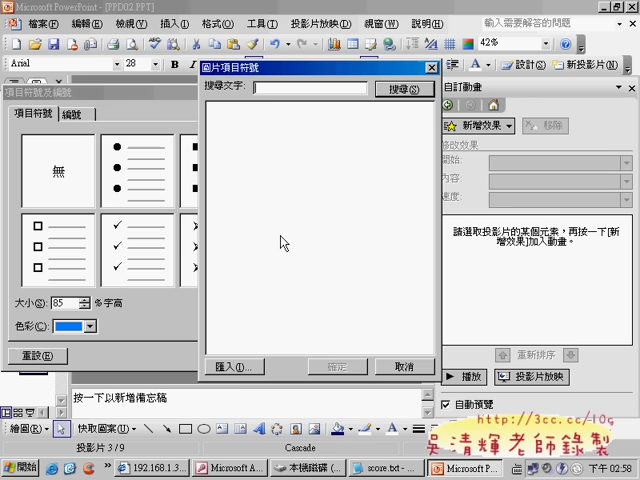 Microsoft PowerPoint - [PPD02.PPT]
檔案(F) 編輯(E) 檢視(V) 插入(I) 格式(O) 工具(T) 投影片放映(D) 視窗(W) 說明(H) 輸入需要解答的問題
42%
Arial 28 B 設計(S) 新投影片(N)
項目符號及編號
項目符號 編號
無
大小(S): 85 % 字高
色彩(C):
重設(E)
圖片項目符號
搜尋文字: 搜尋(S)
匯入(I)... 確定 取消
自訂動畫
新增效果 移除
修改效果
開始:
內容:
速度:
請選取投影片的某個元素，再按一下[新
增效果]加入動畫。
重新排序
播放 投影片放映
自動預覽
按一下以新增備忘稿
繪圖(R) 快取圖案(U)
投影片 3 / 9 Cascade
http://3cc.cc/10g
吳清輝老師錄製
開始 192.168.1.3... Microsoft A... 本機磁碟 (... score.txt - ... Microsoft P... 下午 02:58